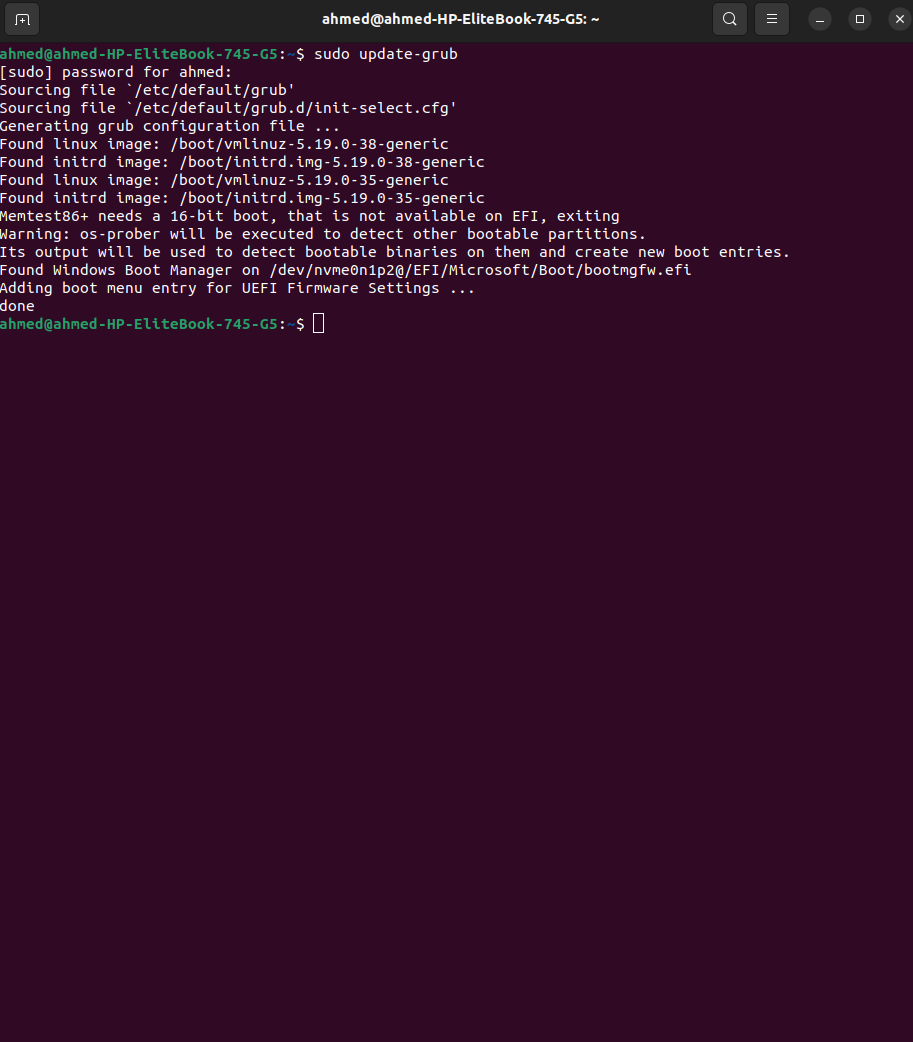 ahmed@ahmed-HP-EliteBook-745-G5: ~
ahmed@ahmed-HP-EliteBook-745-G5:~$ sudo update-grub
[sudo] password for ahmed:
Sourcing file `/etc/default/grub'
Sourcing file `/etc/default/grub.d/init-select.cfg'
Generating grub configuration file ...
Found linux image: /boot/vmlinuz-5.19.0-38-generic
Found initrd image: /boot/initrd.img-5.19.0-38-generic
Found linux image: /boot/vmlinuz-5.19.0-35-generic
Found initrd image: /boot/initrd.img-5.19.0-35-generic
Memtest86+ needs a 16-bit boot, that is not available on EFI, exiting
Warning: os-prober will be executed to detect other bootable partitions.
Its output will be used to detect bootable binaries on them and create new boot entries.
Found Windows Boot Manager on /dev/nvme0n1p2@/EFI/Microsoft/Boot/bootmgfw.efi
Adding boot menu entry for UEFI Firmware Settings ...
done
ahmed@ahmed-HP-EliteBook-745-G5:~$